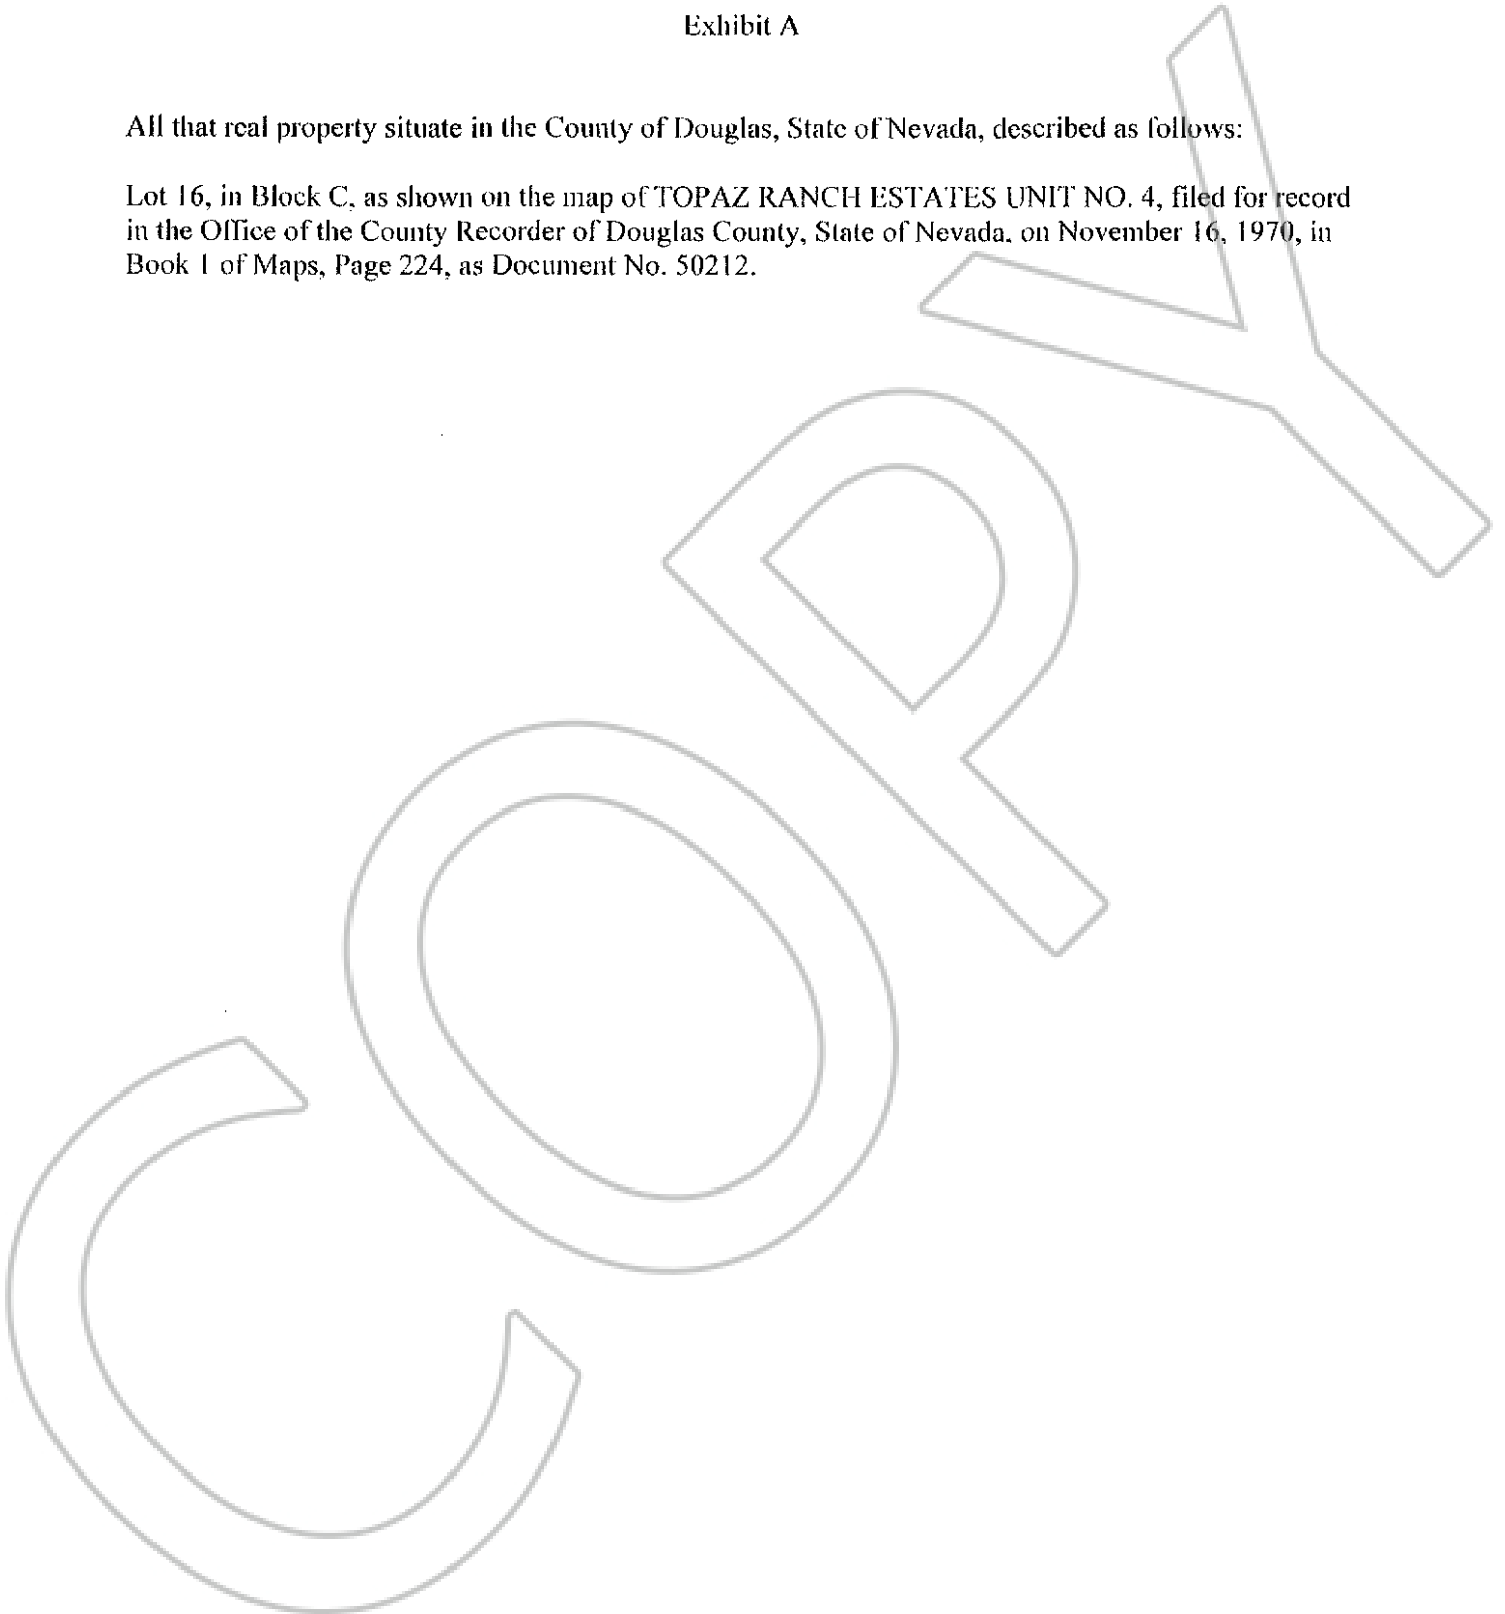 Exhibit A
All that real property situate in the County of Douglas, State of Nevada, described as follows:
Lot 16, in Block C, as shown on the map of TOPAZ RANCH ESTATES UNIT NO. 4, filed for record
in the Office of the County Recorder of Douglas County, State of Nevada, on November 16, 1970, in
Book 1 of Maps, Page 224, as Document No. 50212.
COPY